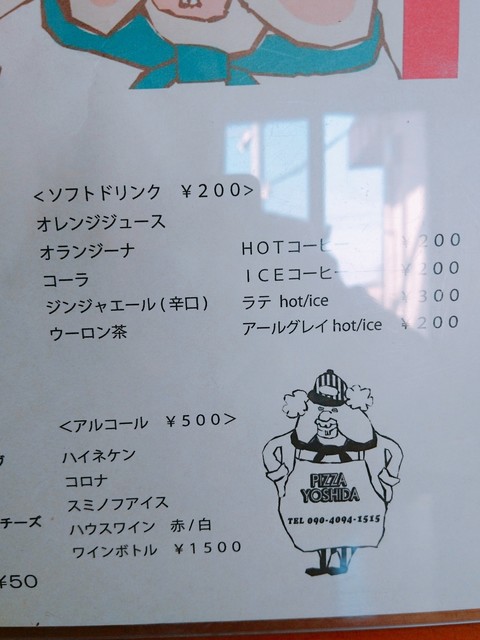 <ソフトドリンク ￥200>
オレンジジュース
オランジーナ
コーラ
ジンジャエール(辛口)
ウーロン茶
HOTコーヒー ￥200
ICEコーヒー ￥200
ラテ hot/ice ￥300
アールグレイ hot/ice ￥200
<アルコール ￥500>
ハイネケン
コロナ
スミノフアイス
ハウスワイン 赤/白
ワインボトル ￥1500
チーズ
¥50
PIZZA
YOSHIDA
TEL 090-4094-1515